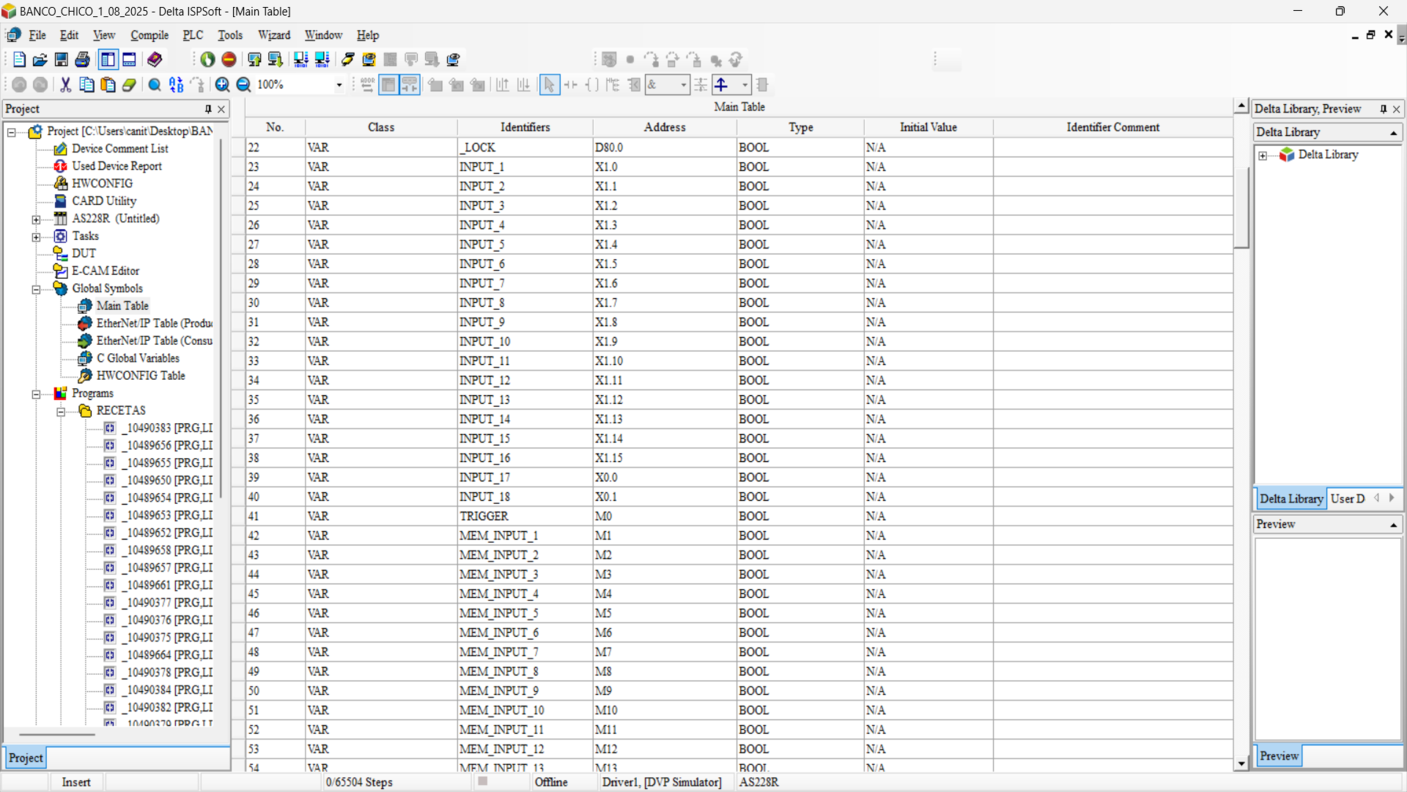 BANCO_CHICO_1_08_2025 - Delta ISPSoft - [Main Table]
File Edit View Compile PLC Tools Wizard Window Help
100%
&
Project
Project [C:\Users\canit\Desktop\BAN
Device Comment List
Used Device Report
HWCONFIG
CARD Utility
AS228R (Untitled)
Tasks
DUT
E-CAM Editor
Global Symbols
Main Table
EtherNet/IP Table (Produ
EtherNet/IP Table (Consu
C Global Variables
HWCONFIG Table
Programs
RECETAS
_10490383 [PRG,LI
_10489656 [PRG,LI
_10489655 [PRG,LI
_10489650 [PRG,LI
_10489654 [PRG,LI
_10489653 [PRG,LI
_10489652 [PRG,LI
_10489658 [PRG,LI
_10489657 [PRG,LI
_10489661 [PRG,LI
_10490377 [PRG,LI
_10490376 [PRG,LI
_10490375 [PRG,LI
_10489664 [PRG,LI
_10490378 [PRG,LI
_10490384 [PRG,LI
_10490382 [PRG,LI
_10490379 [PRG,LI
Project
Main Table
No. Class Identifiers Address Type Initial Value Identifier Comment
22 VAR _LOCK D80.0 BOOL N/A
23 VAR INPUT_1 X1.0 BOOL N/A
24 VAR INPUT_2 X1.1 BOOL N/A
25 VAR INPUT_3 X1.2 BOOL N/A
26 VAR INPUT_4 X1.3 BOOL N/A
27 VAR INPUT_5 X1.4 BOOL N/A
28 VAR INPUT_6 X1.5 BOOL N/A
29 VAR INPUT_7 X1.6 BOOL N/A
30 VAR INPUT_8 X1.7 BOOL N/A
31 VAR INPUT_9 X1.8 BOOL N/A
32 VAR INPUT_10 X1.9 BOOL N/A
33 VAR INPUT_11 X1.10 BOOL N/A
34 VAR INPUT_12 X1.11 BOOL N/A
35 VAR INPUT_13 X1.12 BOOL N/A
36 VAR INPUT_14 X1.13 BOOL N/A
37 VAR INPUT_15 X1.14 BOOL N/A
38 VAR INPUT_16 X1.15 BOOL N/A
39 VAR INPUT_17 X0.0 BOOL N/A
40 VAR INPUT_18 X0.1 BOOL N/A
41 VAR TRIGGER M0 BOOL N/A
42 VAR MEM_INPUT_1 M1 BOOL N/A
43 VAR MEM_INPUT_2 M2 BOOL N/A
44 VAR MEM_INPUT_3 M3 BOOL N/A
45 VAR MEM_INPUT_4 M4 BOOL N/A
46 VAR MEM_INPUT_5 M5 BOOL N/A
47 VAR MEM_INPUT_6 M6 BOOL N/A
48 VAR MEM_INPUT_7 M7 BOOL N/A
49 VAR MEM_INPUT_8 M8 BOOL N/A
50 VAR MEM_INPUT_9 M9 BOOL N/A
51 VAR MEM_INPUT_10 M10 BOOL N/A
52 VAR MEM_INPUT_11 M11 BOOL N/A
53 VAR MEM_INPUT_12 M12 BOOL N/A
54 VAR MEM_INPUT_13 M13 BOOL N/A
Delta Library, Preview
Delta Library
Delta Library
Delta Library User D
Preview
Preview
Insert 0/65504 Steps Offline Driver1, [DVP Simulator] AS228R